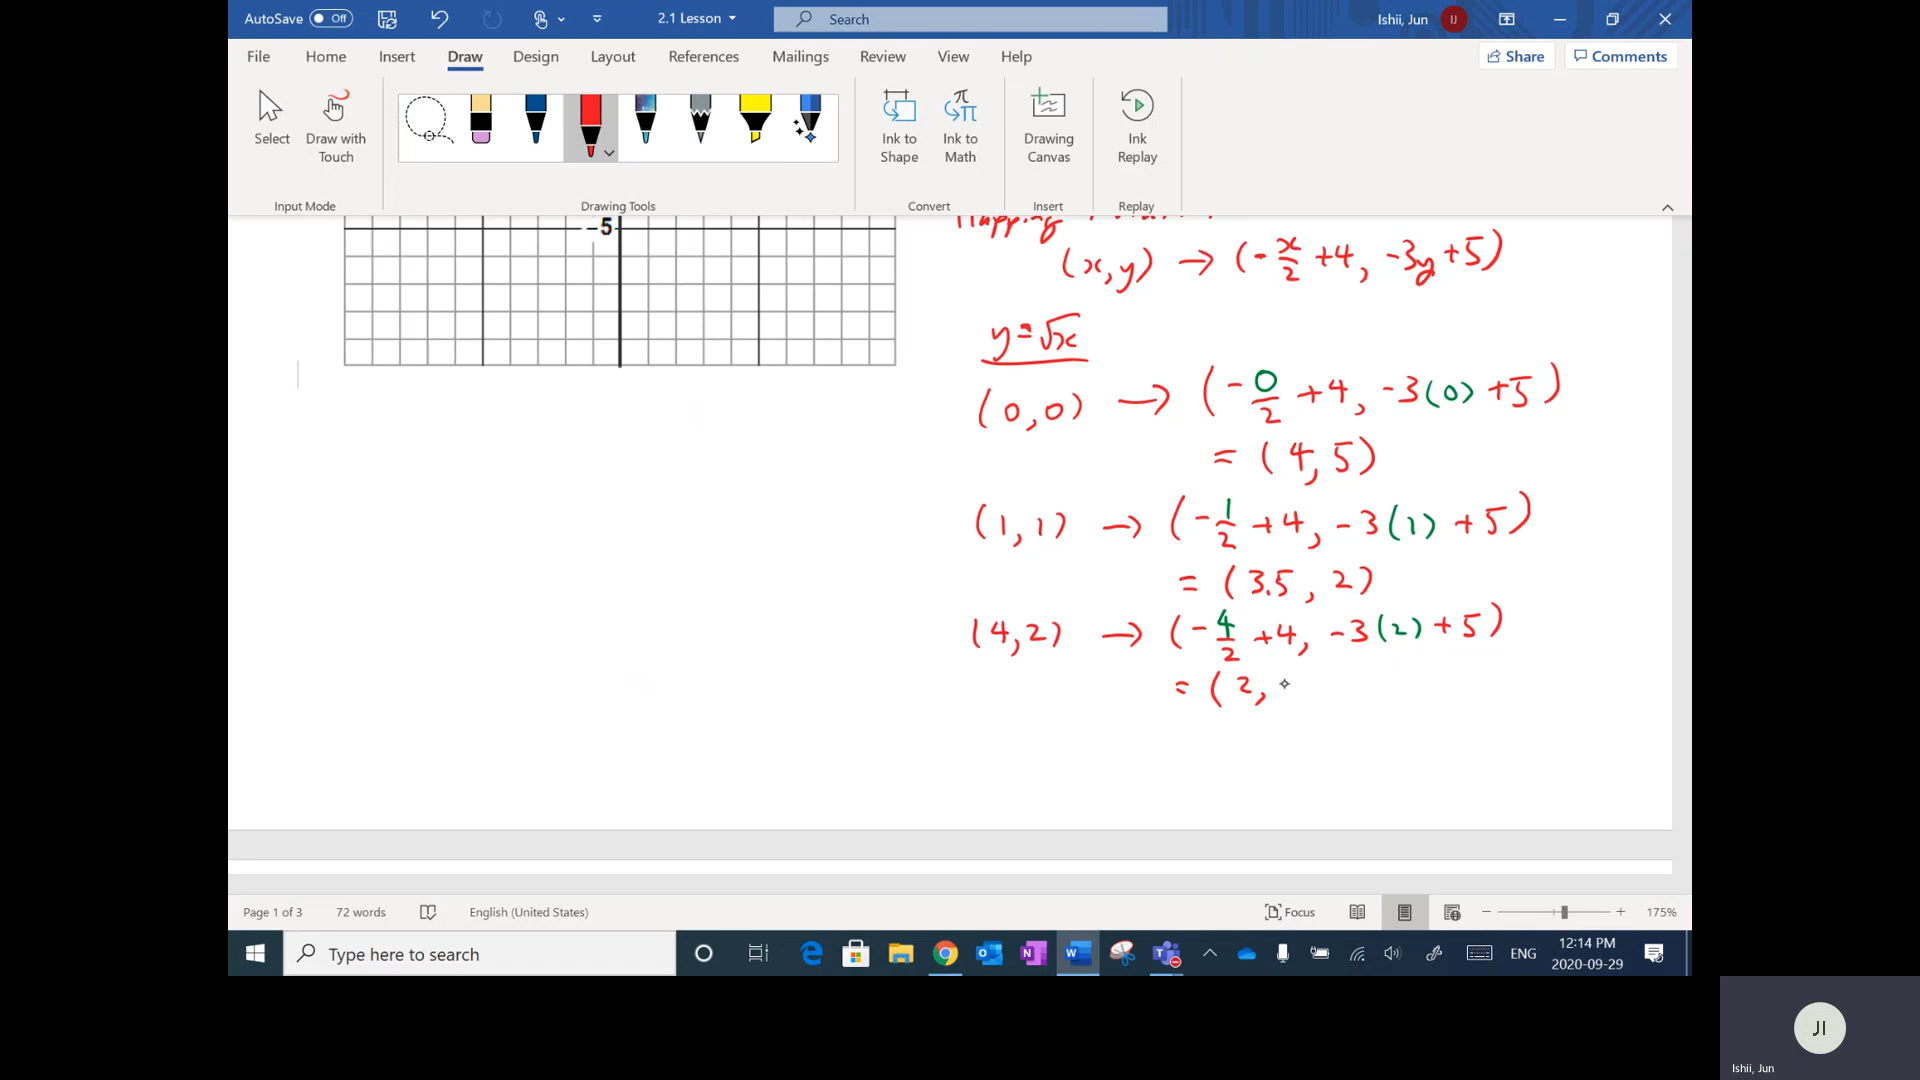 AutoSave Off 2.1 Lesson Search Ishii, Jun IJ
File Home Insert Draw Design Layout References Mailings Review View Help Share Comments
Select Draw with Touch Ink to Shape Ink to Math Drawing Canvas Ink Replay
Input Mode Drawing Tools Convert Insert Replay
-5
Mapping
(x,y) → (-x/2 +4, -3y +5)
y = √x
(0,0) → (-0/2 +4, -3(0) +5)
= (4,5)
(1,1) → (-1/2 +4, -3(1) +5)
= (3.5, 2)
(4,2) → (-4/2 +4, -3(2) +5)
= (2,
Page 1 of 3 72 words English (United States) Focus 175%
Type here to search ENG 12:14 PM
2020-09-29
JI
Ishii, Jun